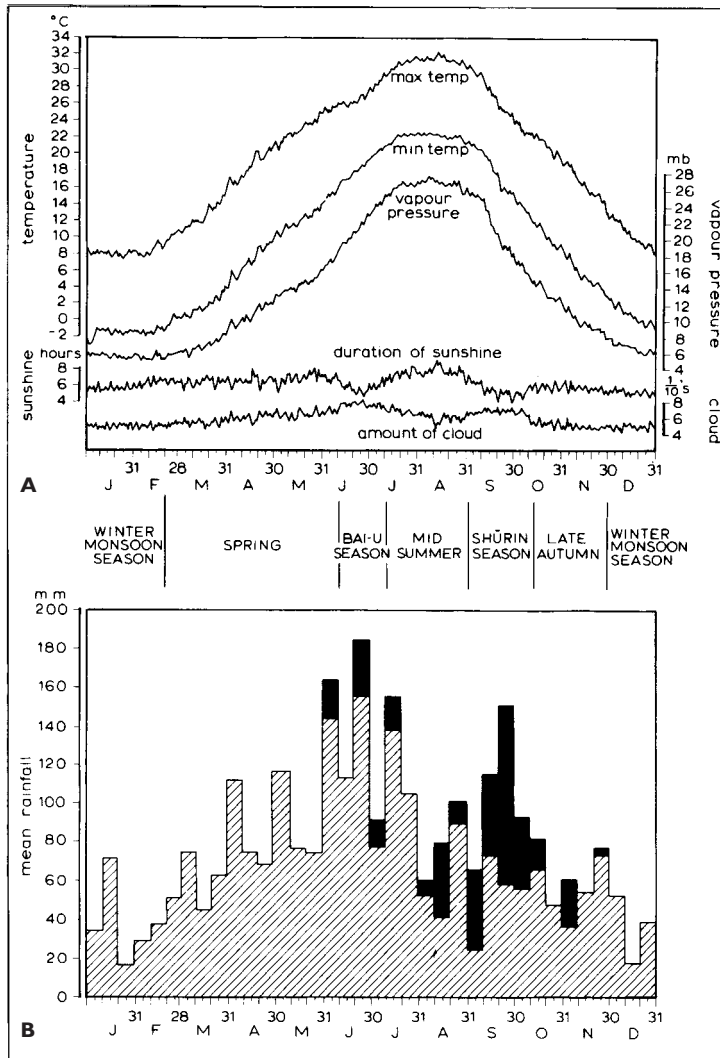 °C
34
32
30
28
26
24
22
20
18
16
14
12
10
8
6
4
2
0
-2
temperature
max temp
min temp
vapour
pressure
mb
28
26
24
22
20
18
16
14
12
10
8
6
4
vapour pressure
hours
8
6
4
sunshine
duration of sunshine
amount of cloud
1/10's
8
6
4
cloud
A
31 28 31 30 31 30 31 31 30 31 30 31
J F M A M J J A S O N D
WINTER
MONSOON
SEASON
SPRING
BAI-U
SEASON
MID
SUMMER
SHŪRIN
SEASON
LATE
AUTUMN
WINTER
MONSOON
SEASON
mm
200
180
160
140
120
100
80
60
40
20
0
mean rainfall
B
31 28 31 30 31 30 31 31 30 31 30 31
J F M A M J J A S O N D